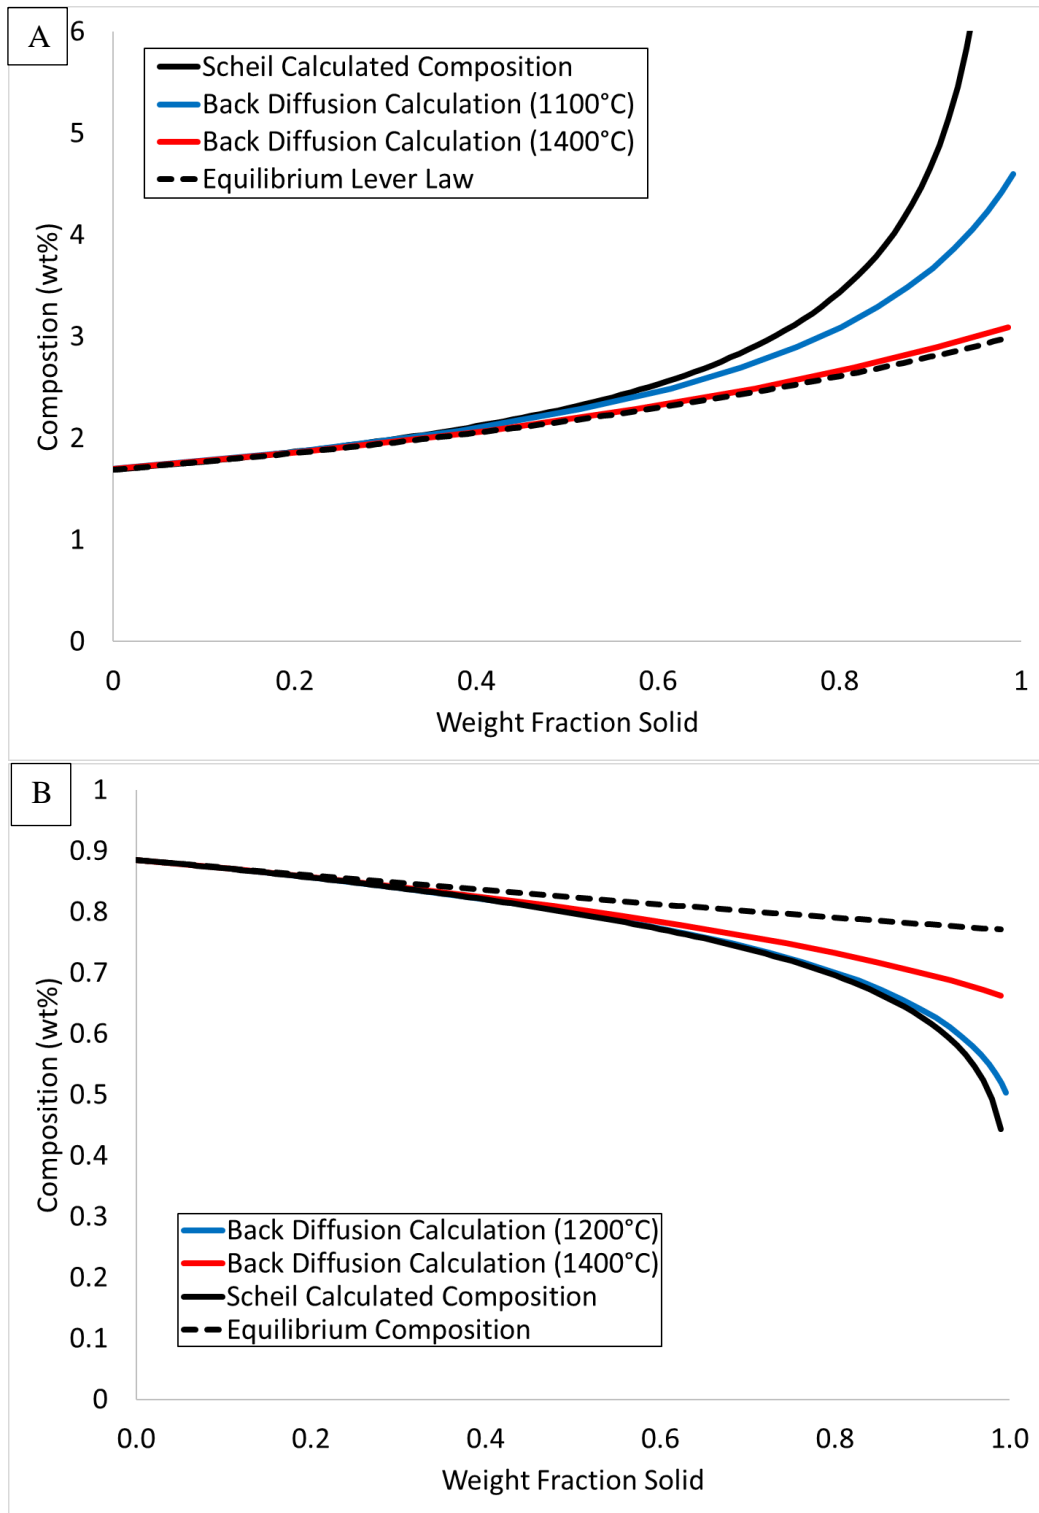 A
6
Scheil Calculated Composition
Back Diffusion Calculation (1100°C)
Back Diffusion Calculation (1400°C)
Equilibrium Lever Law
5
4
3
2
1
0
Compostion (wt%)
0 0.2 0.4 0.6 0.8 1
Weight Fraction Solid
B
1
0.9
0.8
0.7
0.6
0.5
0.4
0.3
0.2
0.1
0
Composition (wt%)
Back Diffusion Calculation (1200°C)
Back Diffusion Calculation (1400°C)
Scheil Calculated Composition
Equilibrium Composition
0.0 0.2 0.4 0.6 0.8 1.0
Weight Fraction Solid